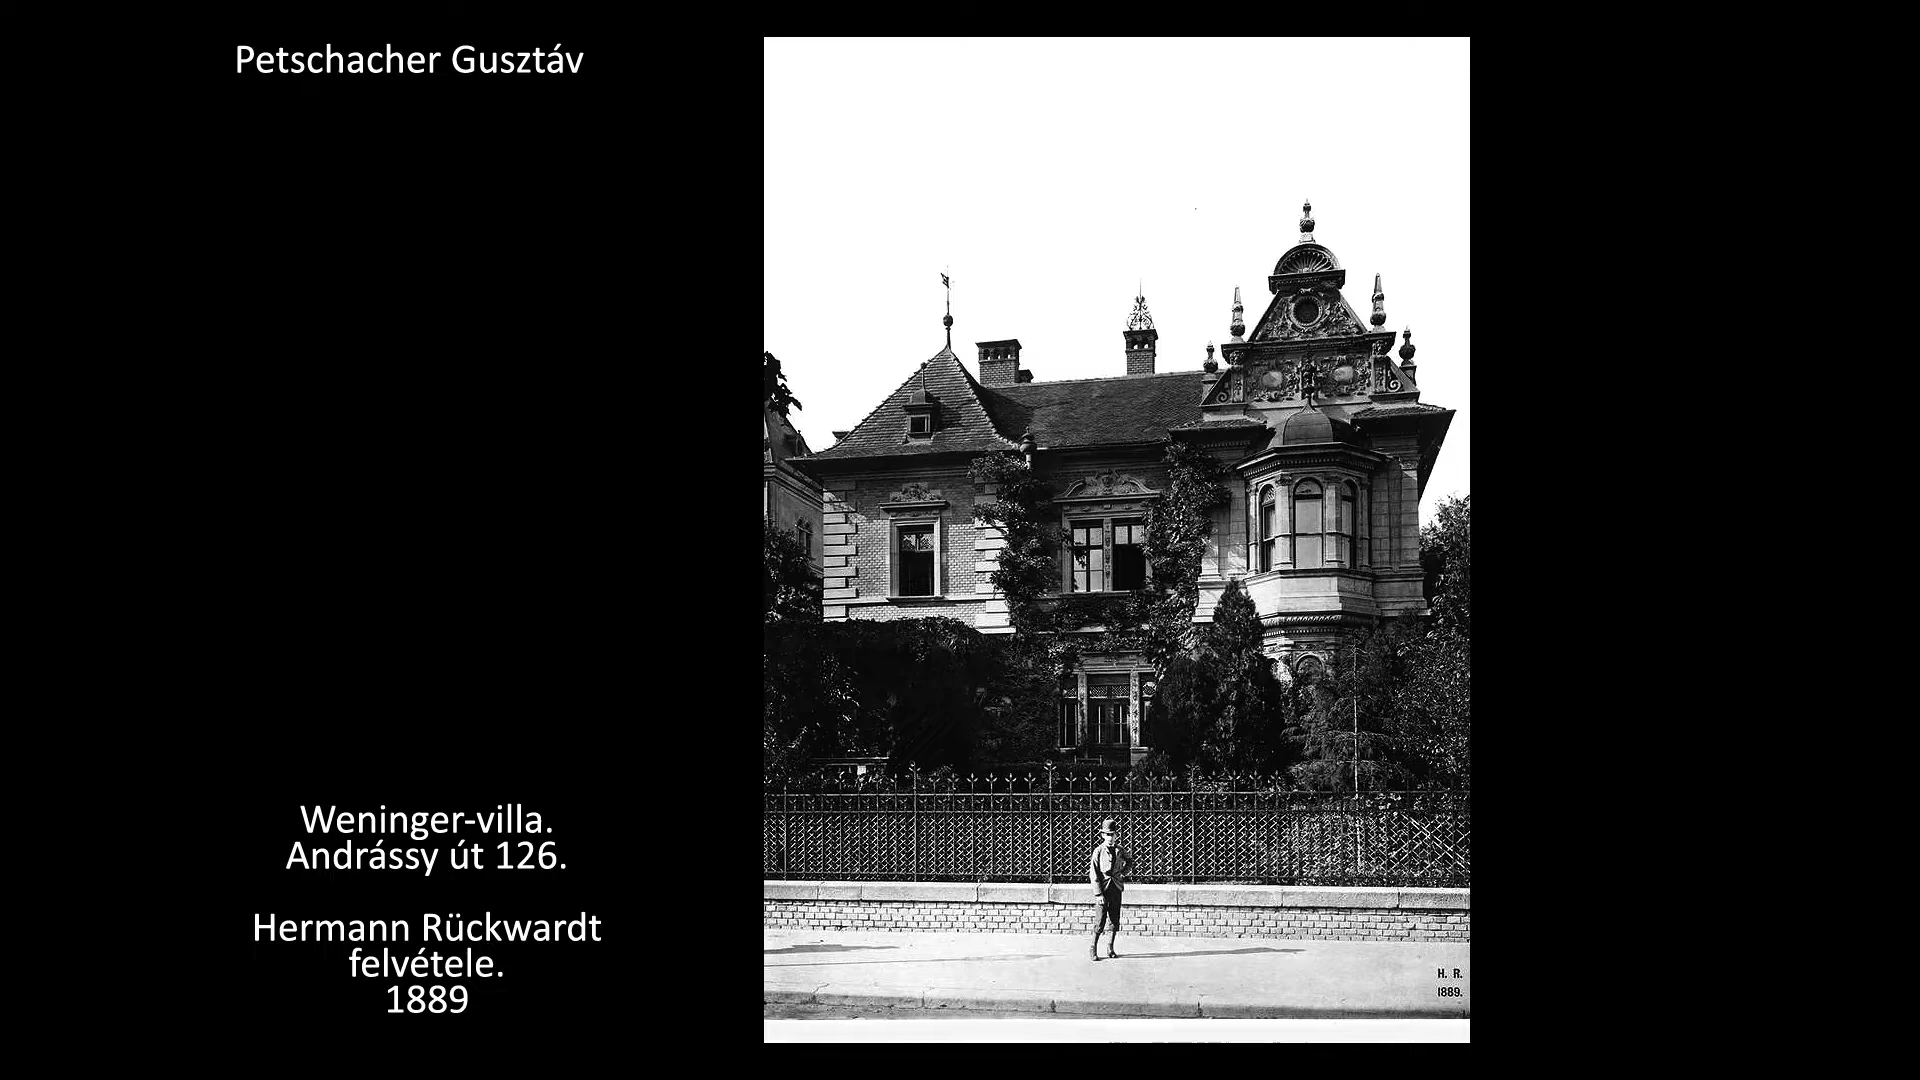 Petschacher Gusztáv
Weninger-villa.
Andrássy út 126.
Hermann Rückwardt
felvétele.
1889
H. R.
1889.